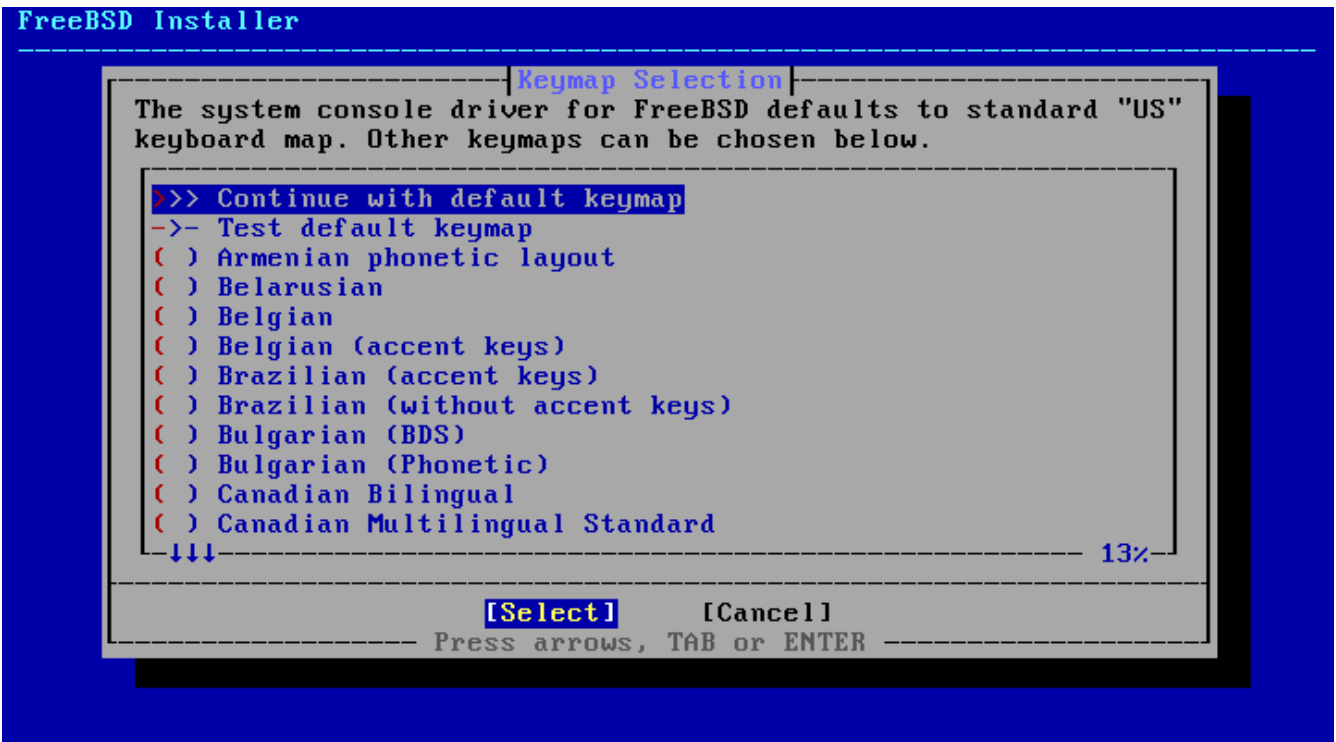 FreeBSD Installer
Keymap Selection
The system console driver for FreeBSD defaults to standard "US"
keyboard map. Other keymaps can be chosen below.
>>> Continue with default keymap
->- Test default keymap
( ) Armenian phonetic layout
( ) Belarusian
( ) Belgian
( ) Belgian (accent keys)
( ) Brazilian (accent keys)
( ) Brazilian (without accent keys)
( ) Bulgarian (BDS)
( ) Bulgarian (Phonetic)
( ) Canadian Bilingual
( ) Canadian Multilingual Standard
↓↓↓ 13%
[Select] [Cancel]
Press arrows, TAB or ENTER